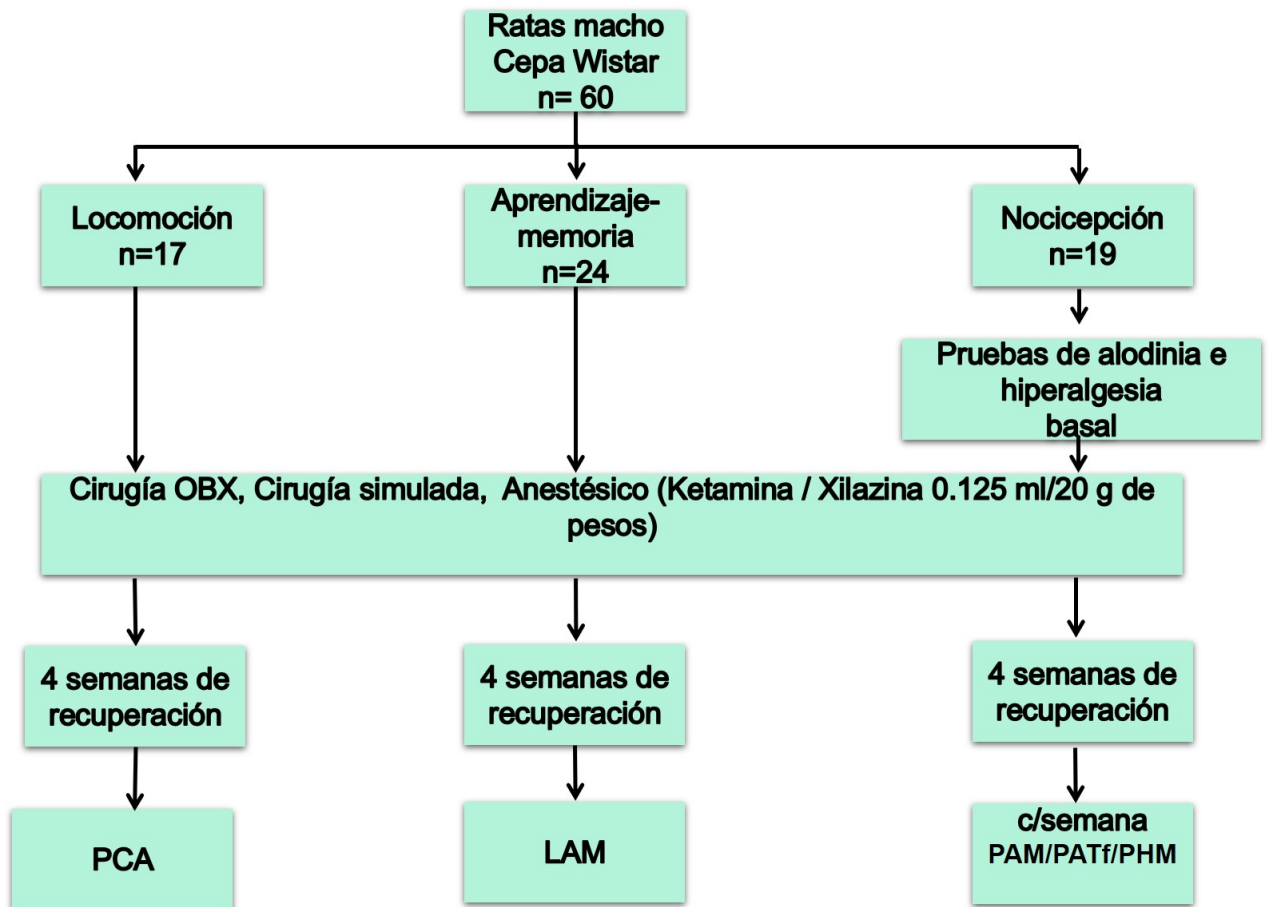 Ratas macho
Cepa Wistar
n= 60
Locomoción
n=17
Aprendizaje-
memoria
n=24
Nocicepción
n=19
Pruebas de alodinia e
hiperalgesia
basal
Cirugía OBX, Cirugía simulada, Anestésico (Ketamina / Xilazina 0.125 ml/20 g de
pesos)
4 semanas de
recuperación
4 semanas de
recuperación
4 semanas de
recuperación
PCA
LAM
c/semana
PAM/PATf/PHM